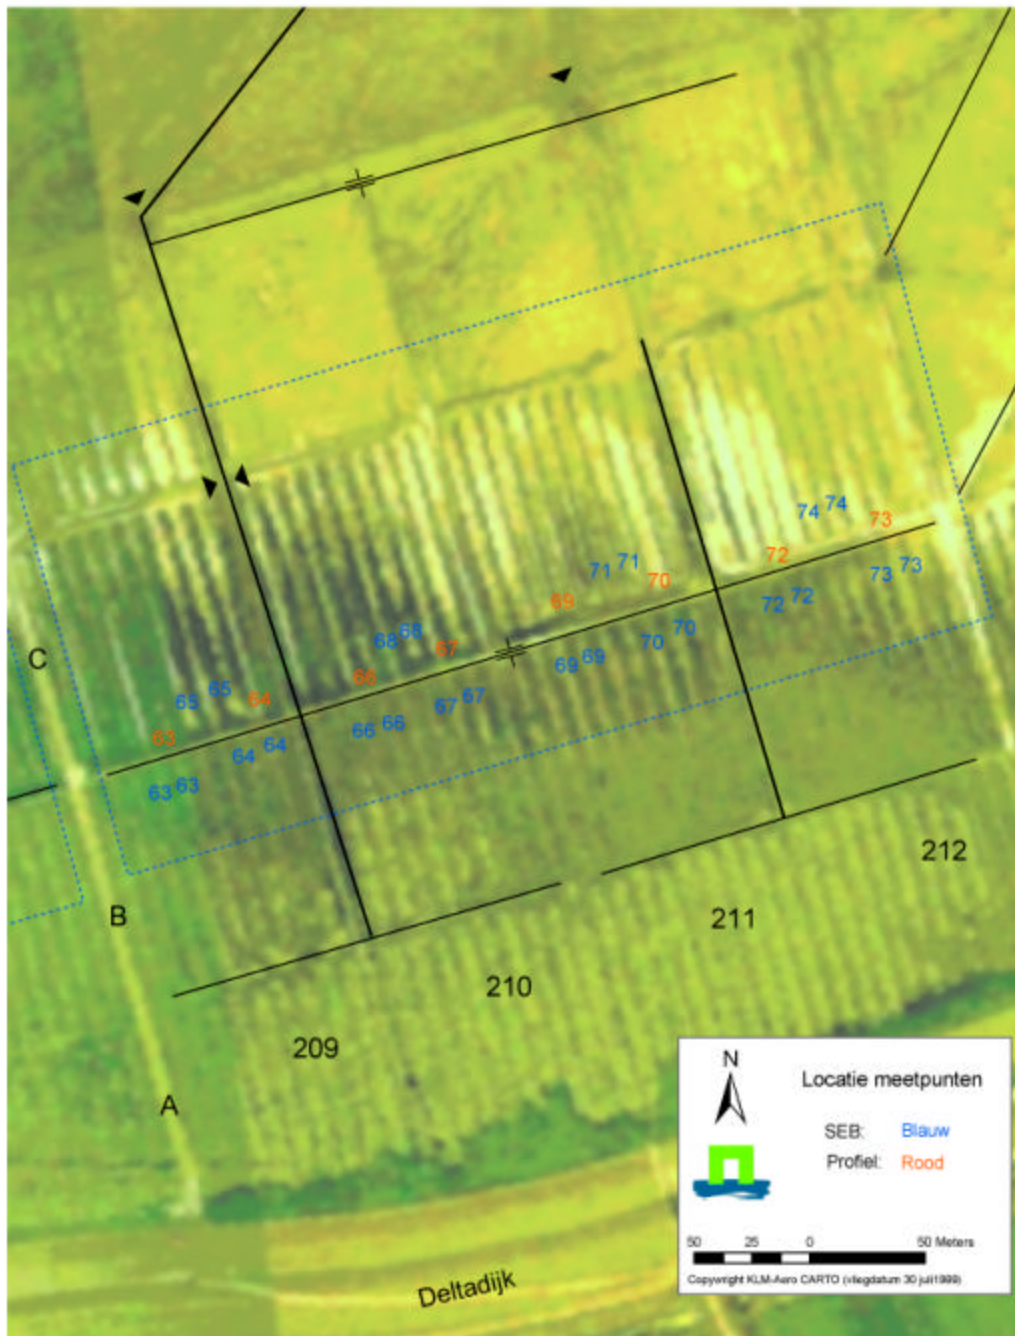 74 74 73
71 71 70 72 73 73
69 72 72
68 68 67 69 69 70 70
C 65 65 64 66 67 67
63 64 64 66 66
63 63
B
212
211
210
209
A
N
Locatie meetpunten
SEB: Blauw
Profiel: Rood
50 25 0 50 Meters
Copywright KLM-Aero CARTO (vliegdatum 30 juli1999)
Deltadijk